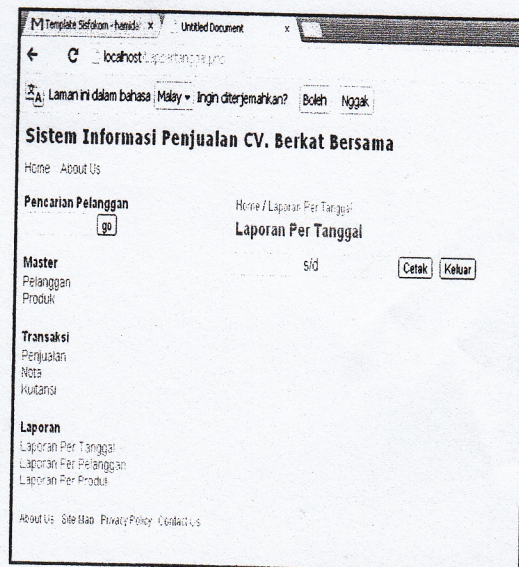 Template Sisfokom - hamida x Untitled Document x
localhost/lappertanggal.php
Laman ini dalam bahasa Malay Ingin diterjemahkan? Boleh Nggak
Sistem Informasi Penjualan CV. Berkat Bersama
Home About Us
Pencarian Pelanggan
go
Master
Pelanggan
Produk
Transaksi
Penjualan
Nota
Kuitansi
Laporan
Laporan Per Tanggal
Laporan Per Pelanggan
Laporan Per Produk
Home / Laporan Per Tanggal
Laporan Per Tanggal
s/d Cetak Keluar
About Us Site Map Privacy Policy Contact Us